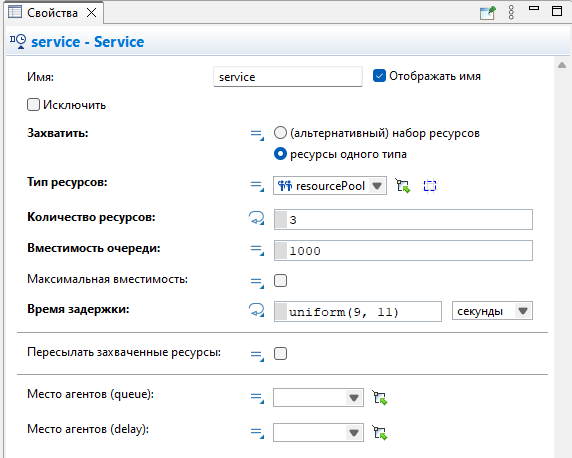 Свойства
service - Service
Имя: service Отображать имя
Исключить
Захватить: (альтернативный) набор ресурсов
ресурсы одного типа
Тип ресурсов: resourcePool
Количество ресурсов: 3
Вместимость очереди: 1000
Максимальная вместимость:
Время задержки: uniform(9, 11) секунды
Пересылать захваченные ресурсы:
Место агентов (queue):
Место агентов (delay):